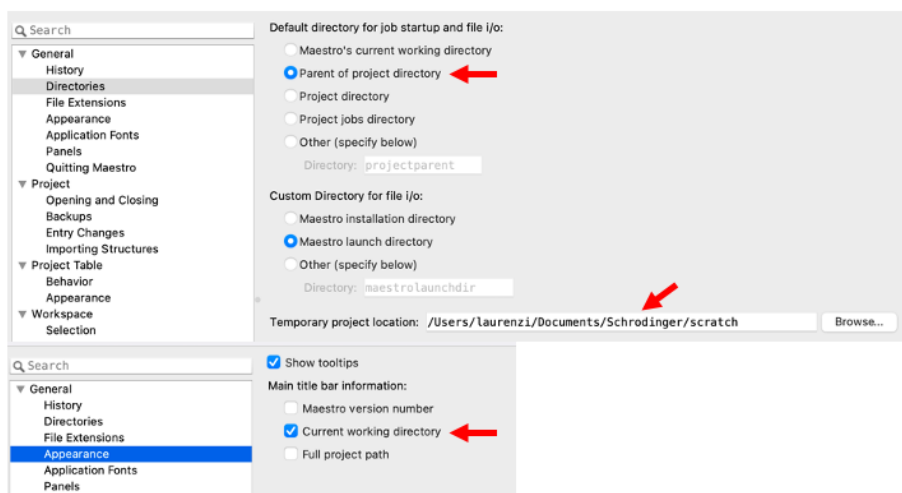 Search
General
History
Directories
File Extensions
Appearance
Application Fonts
Panels
Quitting Maestro
Project
Opening and Closing
Backups
Entry Changes
Importing Structures
Project Table
Behavior
Appearance
Workspace
Selection
Default directory for job startup and file i/o:
Maestro's current working directory
Parent of project directory
Project directory
Project jobs directory
Other (specify below)
Directory: projectparent
Custom Directory for file i/o:
Maestro installation directory
Maestro launch directory
Other (specify below)
Directory: maestrolaunchdir
Temporary project location: /Users/laurenzi/Documents/Schrodinger/scratch Browse...
Search
General
History
Directories
File Extensions
Appearance
Application Fonts
Panels
Show tooltips
Main title bar information:
Maestro version number
Current working directory
Full project path